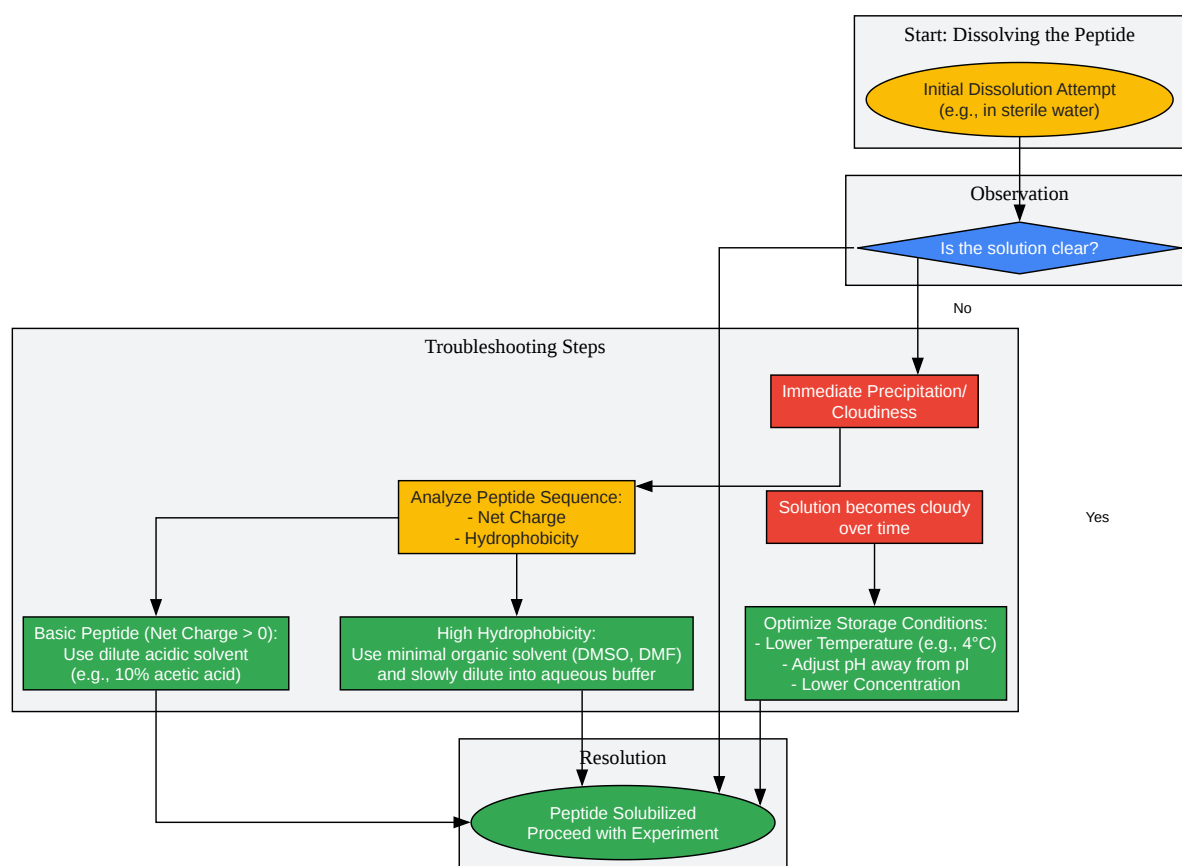 Start: Dissolving the Peptide
Initial Dissolution Attempt
(e.g., in sterile water)
Observation
Is the solution clear?
No
Troubleshooting Steps
Immediate Precipitation/
Cloudiness
Analyze Peptide Sequence:
- Net Charge
- Hydrophobicity
Solution becomes cloudy
over time
Yes
Basic Peptide (Net Charge > 0):
Use dilute acidic solvent
(e.g., 10% acetic acid)
High Hydrophobicity:
Use minimal organic solvent (DMSO, DMF)
and slowly dilute into aqueous buffer
Optimize Storage Conditions:
- Lower Temperature (e.g., 4°C)
- Adjust pH away from pI
- Lower Concentration
Resolution
Peptide Solubilized
Proceed with Experiment